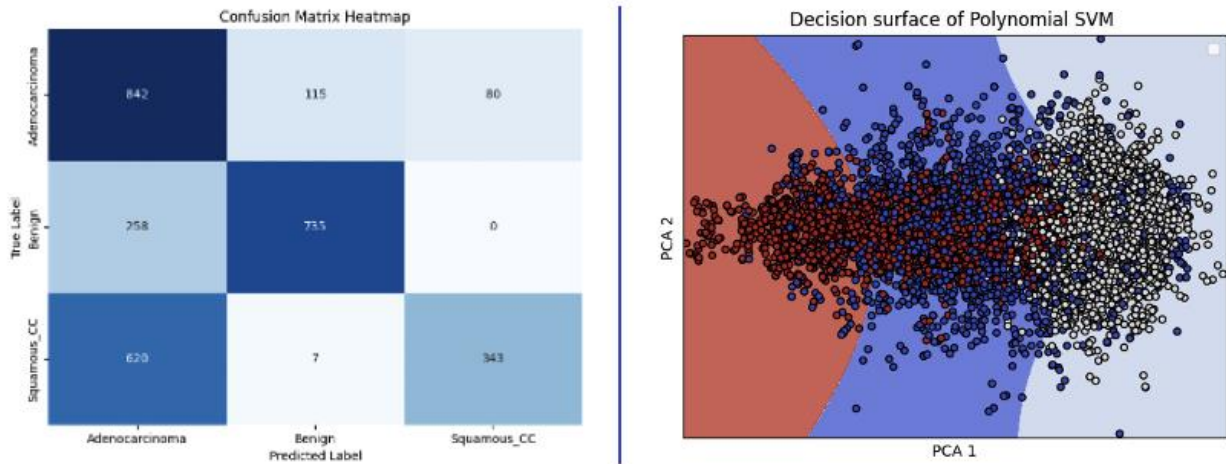 Confusion Matrix Heatmap
Adenocarcinoma
842
115
80
True Label
Benign
258
735
0
Squamous_CC
620
7
343
Adenocarcinoma
Benign
Squamous_CC
Predicted Label
Decision surface of Polynomial SVM
PCA 2
PCA 1